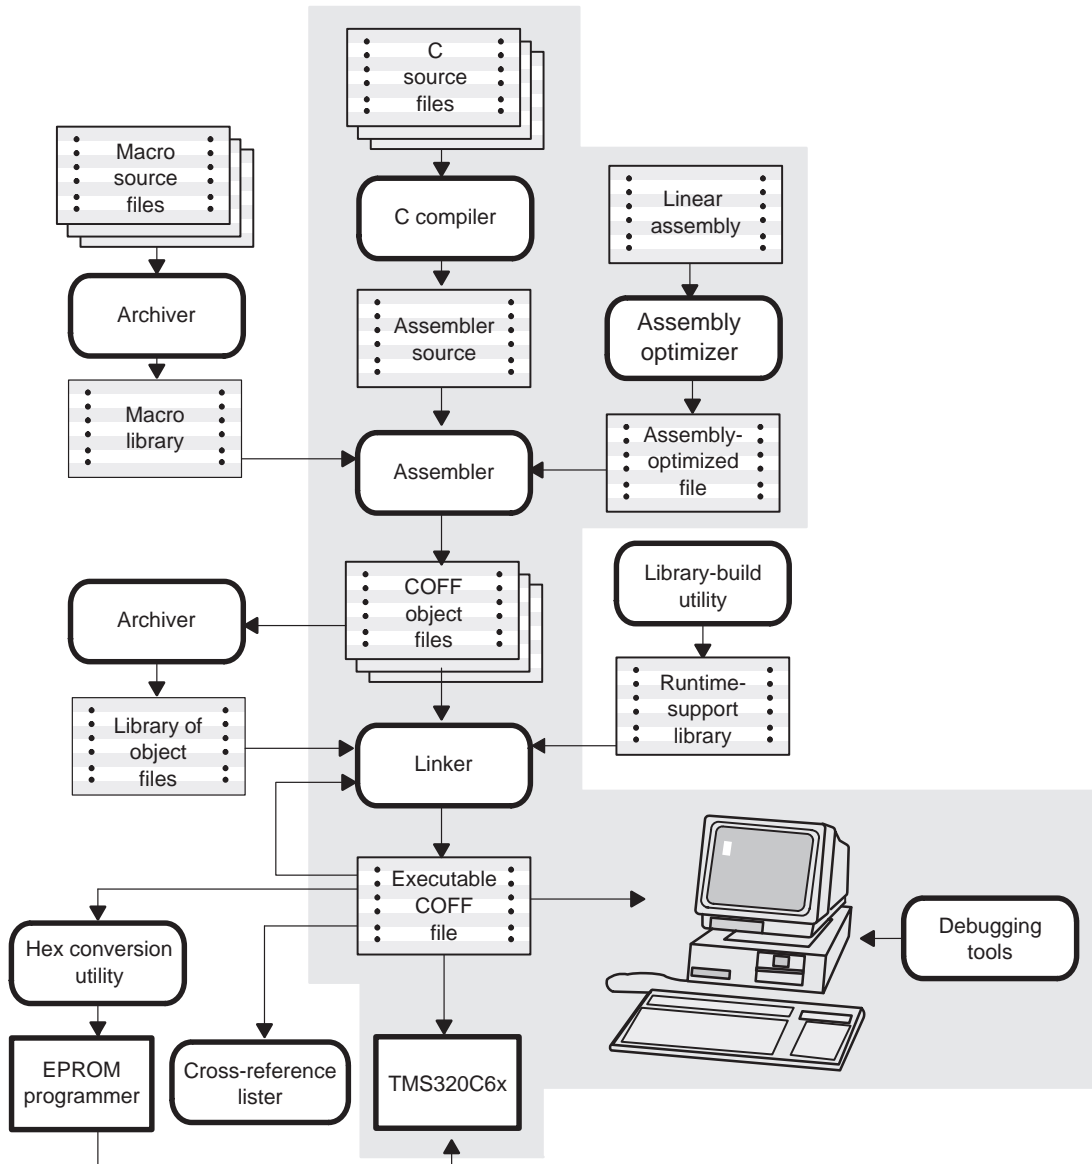 C
source
files
Macro
source
files
C compiler
Linear
assembly
Archiver
Assembler
source
Assembly
optimizer
Macro
library
Assembler
Assembly-
optimized
file
Archiver
COFF
object
files
Library-build
utility
Library of
object
files
Linker
Runtime-
support
library
Executable
COFF
file
Debugging
tools
Hex conversion
utility
EPROM
programmer
Cross-reference
lister
TMS320C6x